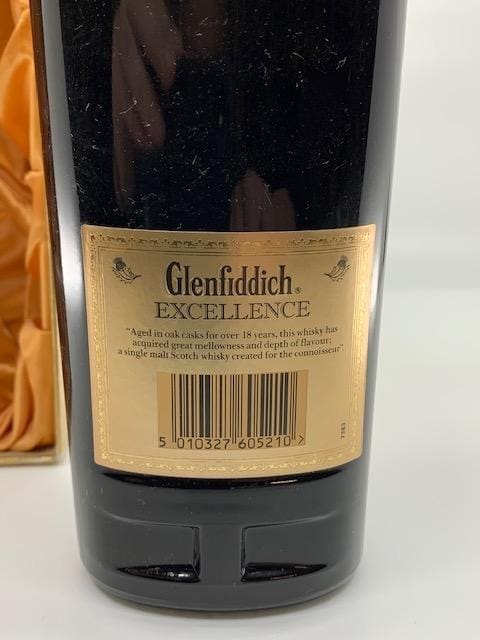 Glenfiddich®
EXCELLENCE
"Aged in oak casks for over 18 years, this whisky has
acquired great mellowness and depth of flavour;
a single malt Scotch whisky created for the connoisseur".
5 010327 605210 >
7383